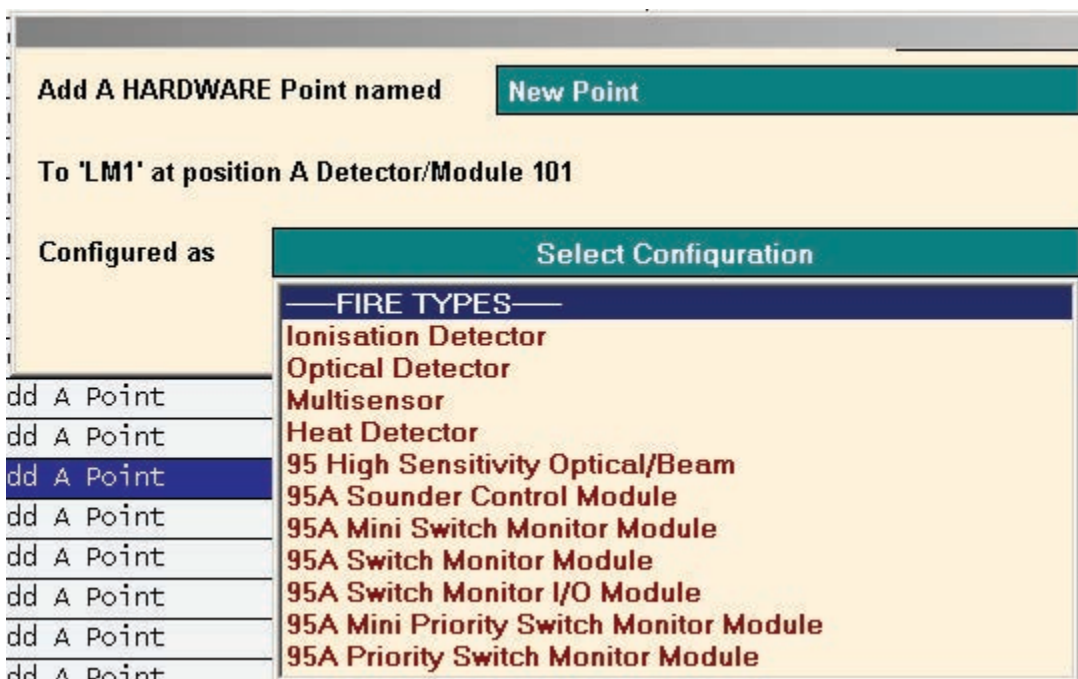 Add A HARDWARE Point named New Point
To 'LM1' at position A Detector/Module 101
Configured as Select Configuration
-----FIRE TYPES-----
Ionisation Detector
Optical Detector
Multisensor
Heat Detector
95 High Sensitivity Optical/Beam
95A Sounder Control Module
95A Mini Switch Monitor Module
95A Switch Monitor Module
95A Switch Monitor I/O Module
95A Mini Priority Switch Monitor Module
95A Priority Switch Monitor Module
dd A Point
dd A Point
dd A Point
dd A Point
dd A Point
dd A Point
dd A Point
dd A Point